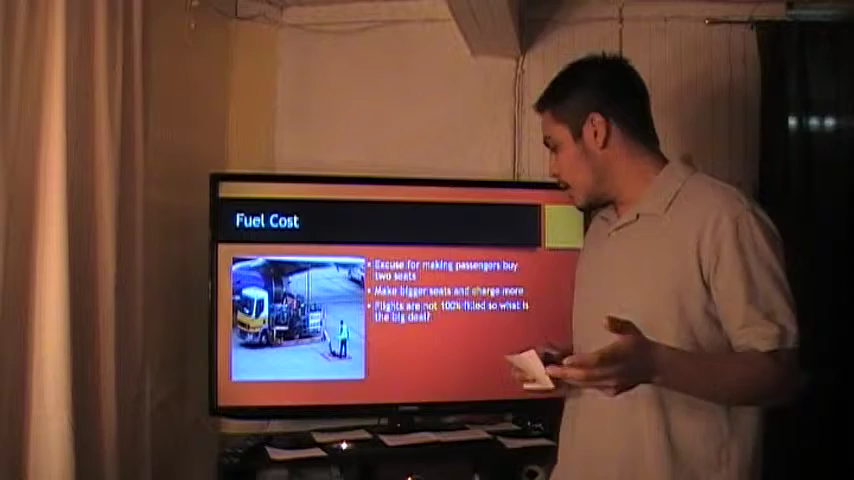 Fuel Cost
Excuse for making passengers buy
two seats
Make bigger seats and charge more
Flights are not 100% filled so what is
the big deal?